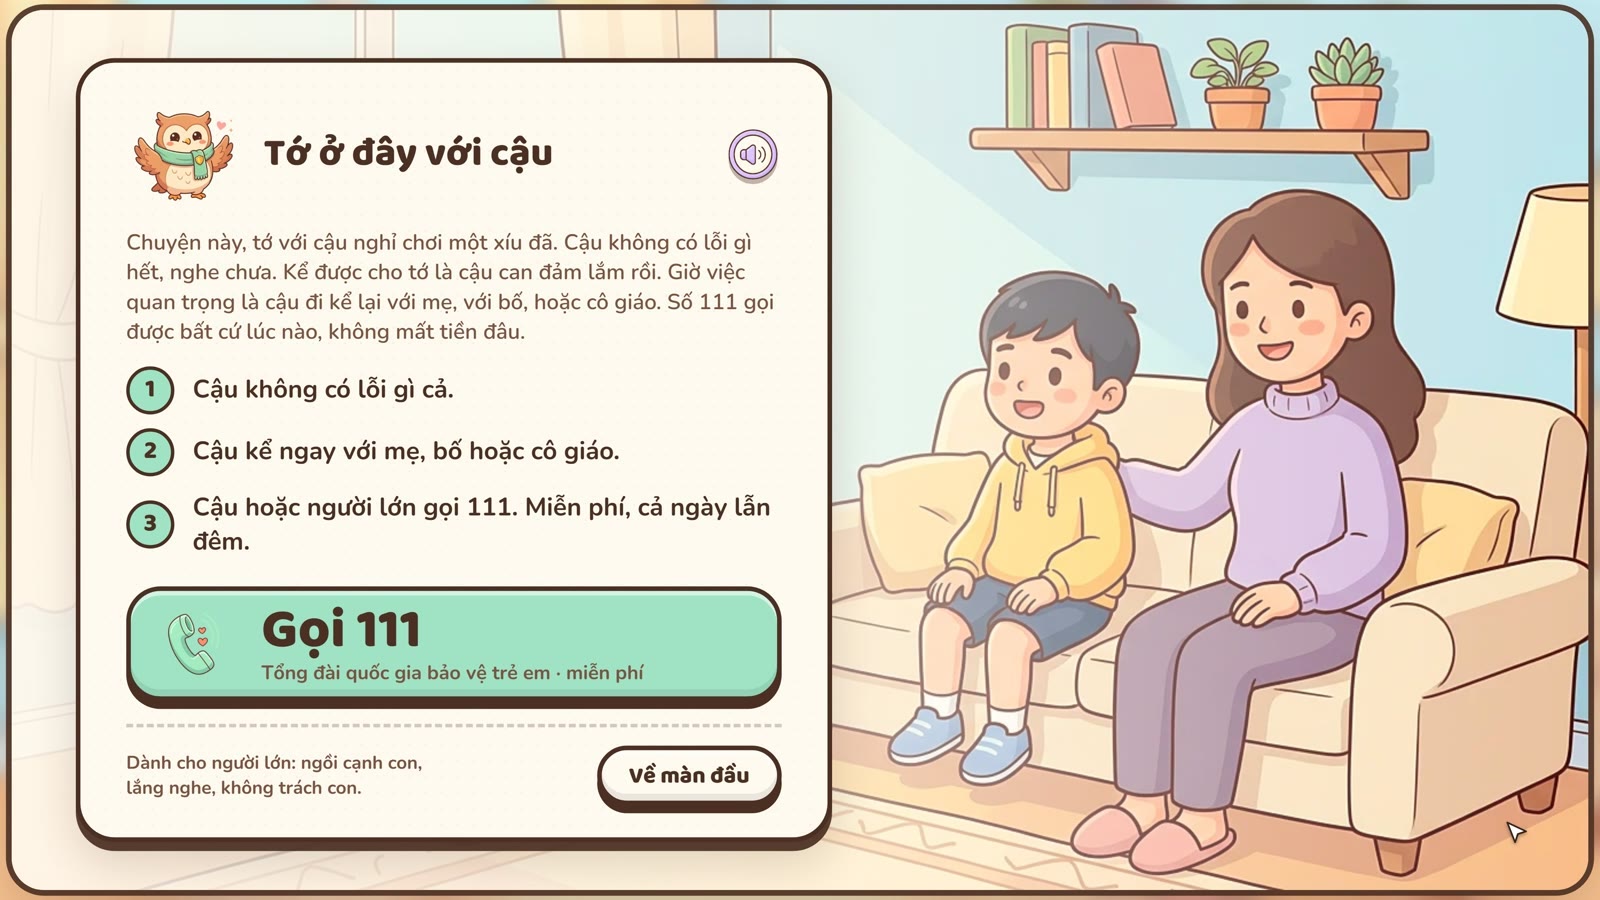 Tớ ở đây với cậu
Chuyện này, tớ với cậu nghỉ chơi một xíu đã. Cậu không có lỗi gì
hết, nghe chưa. Kể được cho tớ là cậu can đảm lắm rồi. Giờ việc
quan trọng là cậu đi kể lại với mẹ, với bố, hoặc cô giáo. Số 111 gọi
được bất cứ lúc nào, không mất tiền đâu.
1 Cậu không có lỗi gì cả.
2 Cậu kể ngay với mẹ, bố hoặc cô giáo.
3 Cậu hoặc người lớn gọi 111. Miễn phí, cả ngày lẫn
đêm.
Gọi 111
Tổng đài quốc gia bảo vệ trẻ em · miễn phí
Dành cho người lớn: ngồi cạnh con,
lắng nghe, không trách con.
Về màn đầu